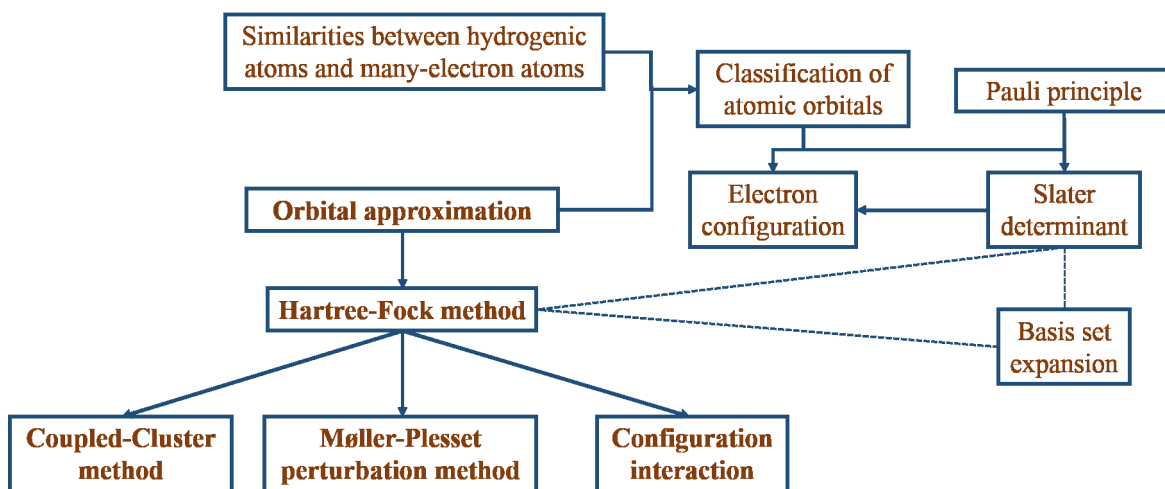 Similarities between hydrogenic
atoms and many-electron atoms
Classification of
atomic orbitals
Pauli principle
Orbital approximation
Electron
configuration
Slater
determinant
Hartree-Fock method
Basis set
expansion
Coupled-Cluster
method
Møller-Plesset
perturbation method
Configuration
interaction